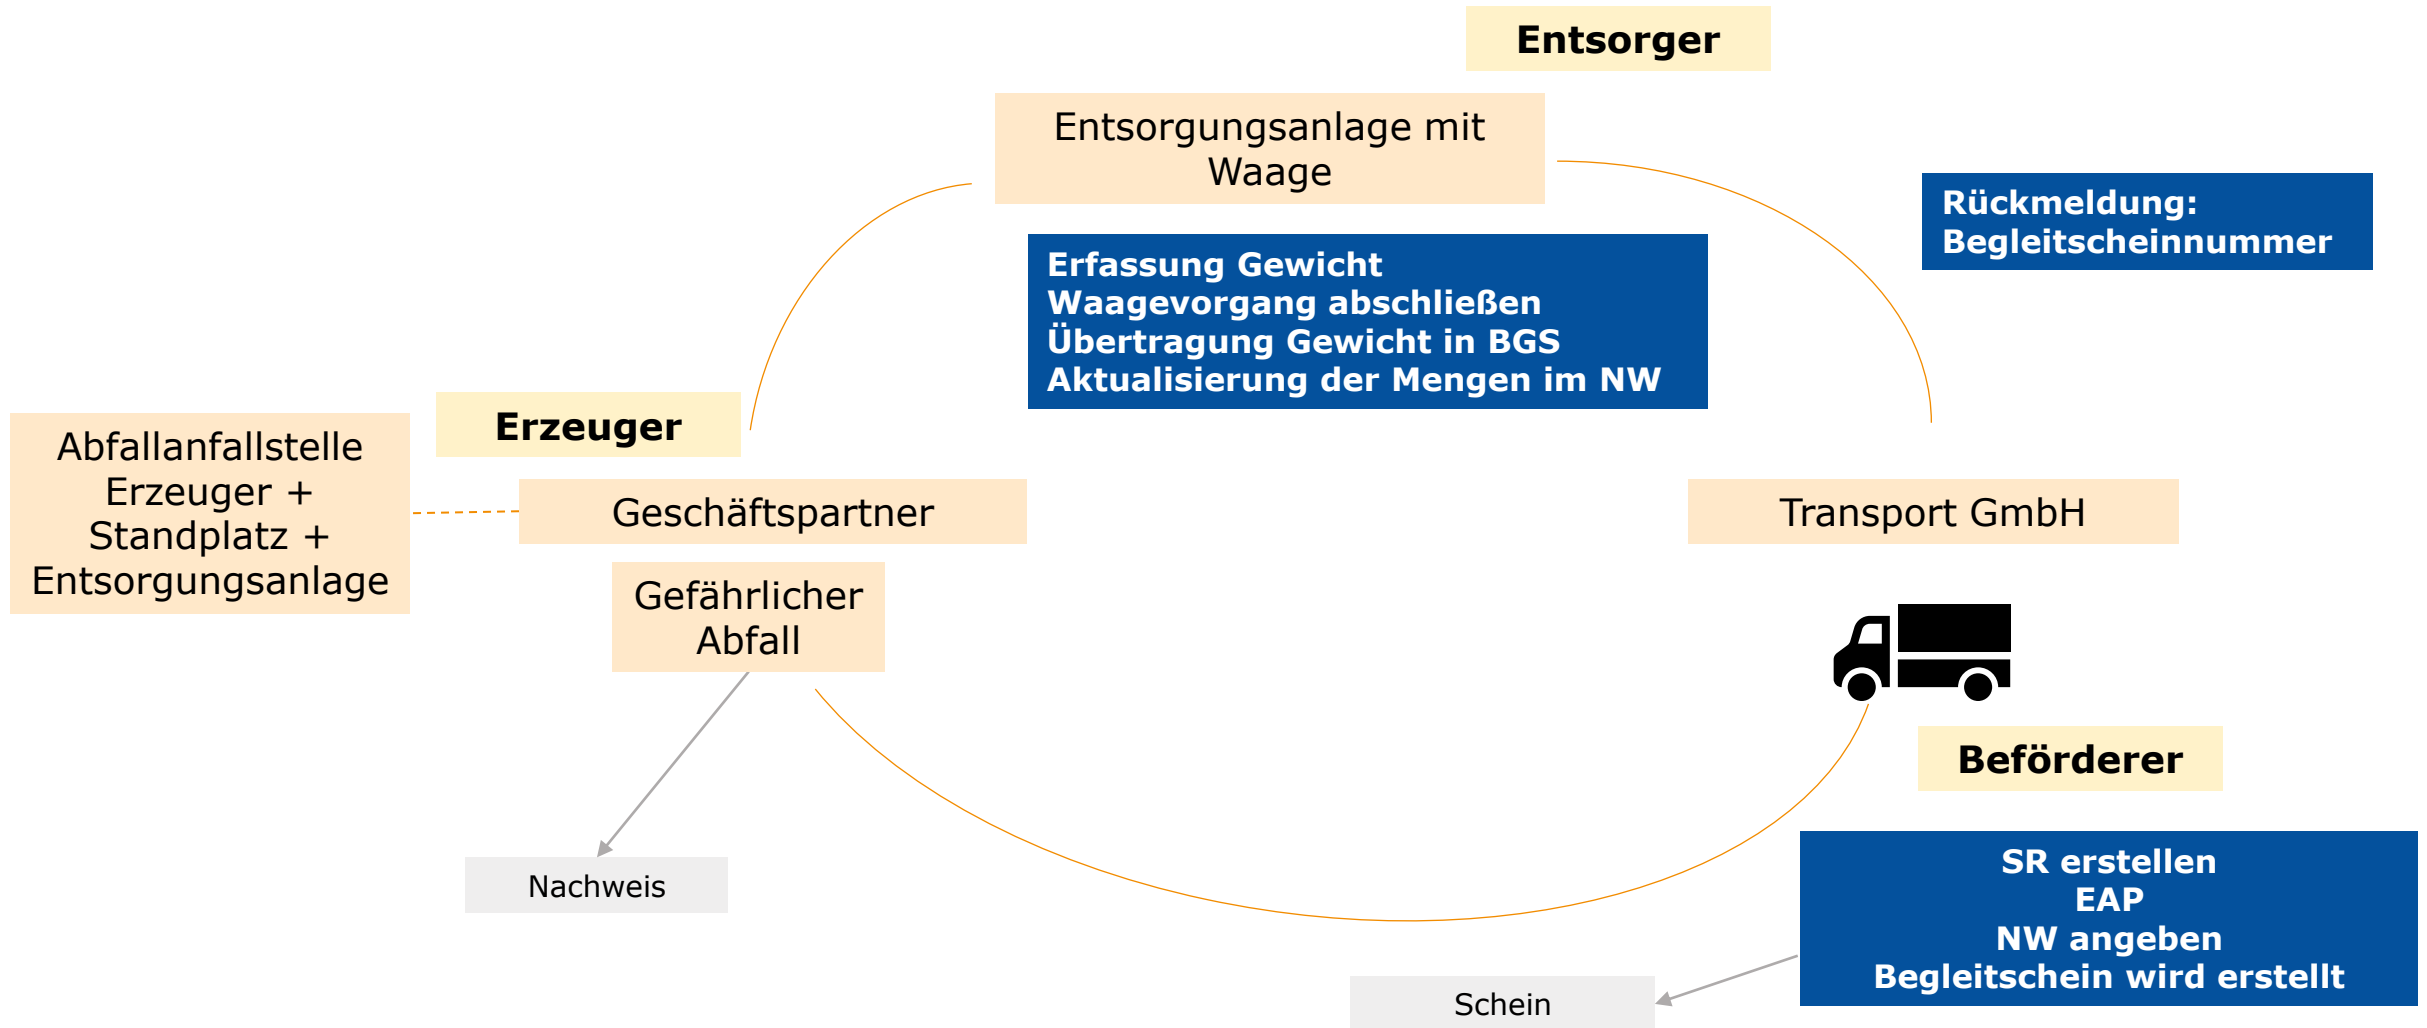 Entsorger
Entsorgungsanlage mit
Waage
Rückmeldung:
Begleitscheinnummer
Erfassung Gewicht
Waagevorgang abschließen
Übertragung Gewicht in BGS
Aktualisierung der Mengen im NW
Erzeuger
Abfallanfallstelle
Erzeuger +
Standplatz +
Entsorgungsanlage
Geschäftspartner
Transport GmbH
Gefährlicher
Abfall
Beförderer
Nachweis
SR erstellen
EAP
NW angeben
Begleitschein wird erstellt
Schein